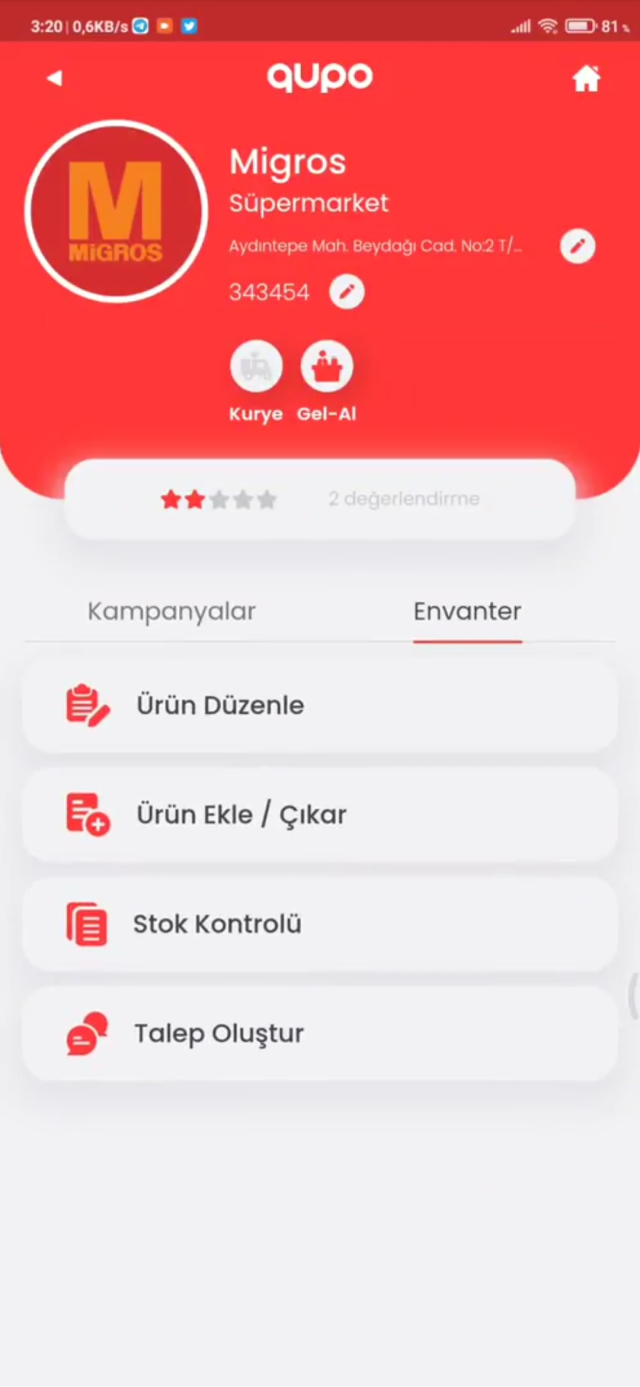 3:20 | 0,6KB/s 81 %
qupo
M
MiGROS
Migros
Süpermarket
Aydıntepe Mah. Beydağı Cad. No:2 T/...
343454
Kurye Gel-Al
2 değerlendirme
Kampanyalar Envanter
Ürün Düzenle
Ürün Ekle / Çıkar
Stok Kontrolü
Talep Oluştur